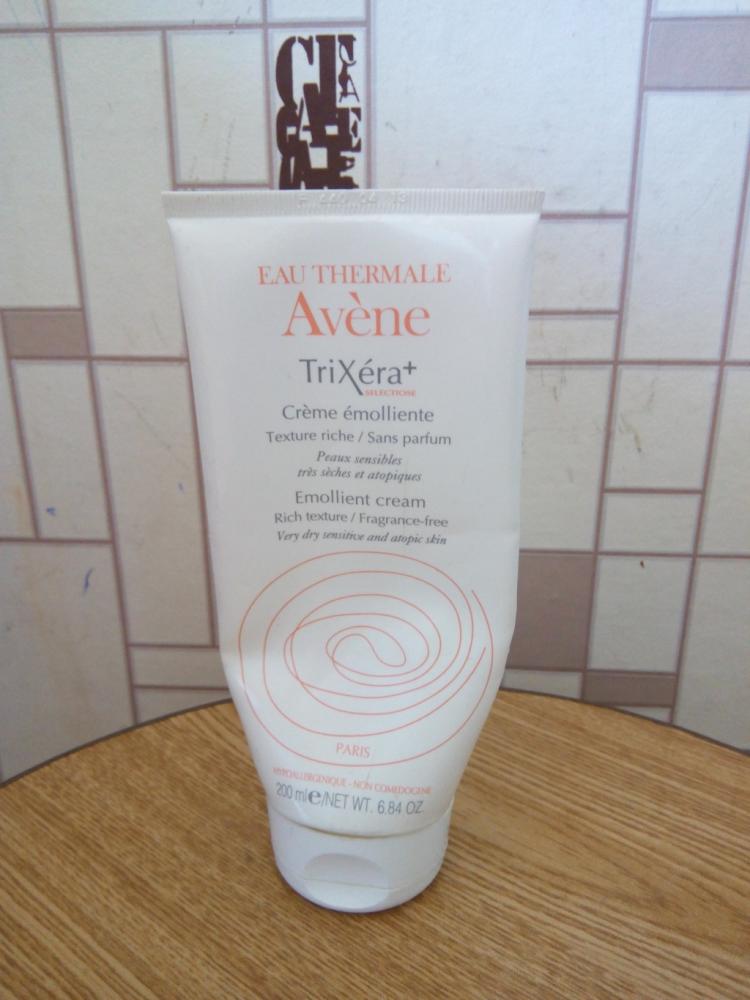 EAU THERMALE
Avène
TriXéra+
SELECTIOSE
Crème émolliente
Texture riche / Sans parfum
Peaux sensibles
très sèches et atopiques
Emollient cream
Rich texture / Fragrance-free
Very dry sensitive and atopic skin
PARIS
HYPOALLERGENIQUE - NON COMEDOGENE
200 ml e/NET WT. 6.84 OZ.